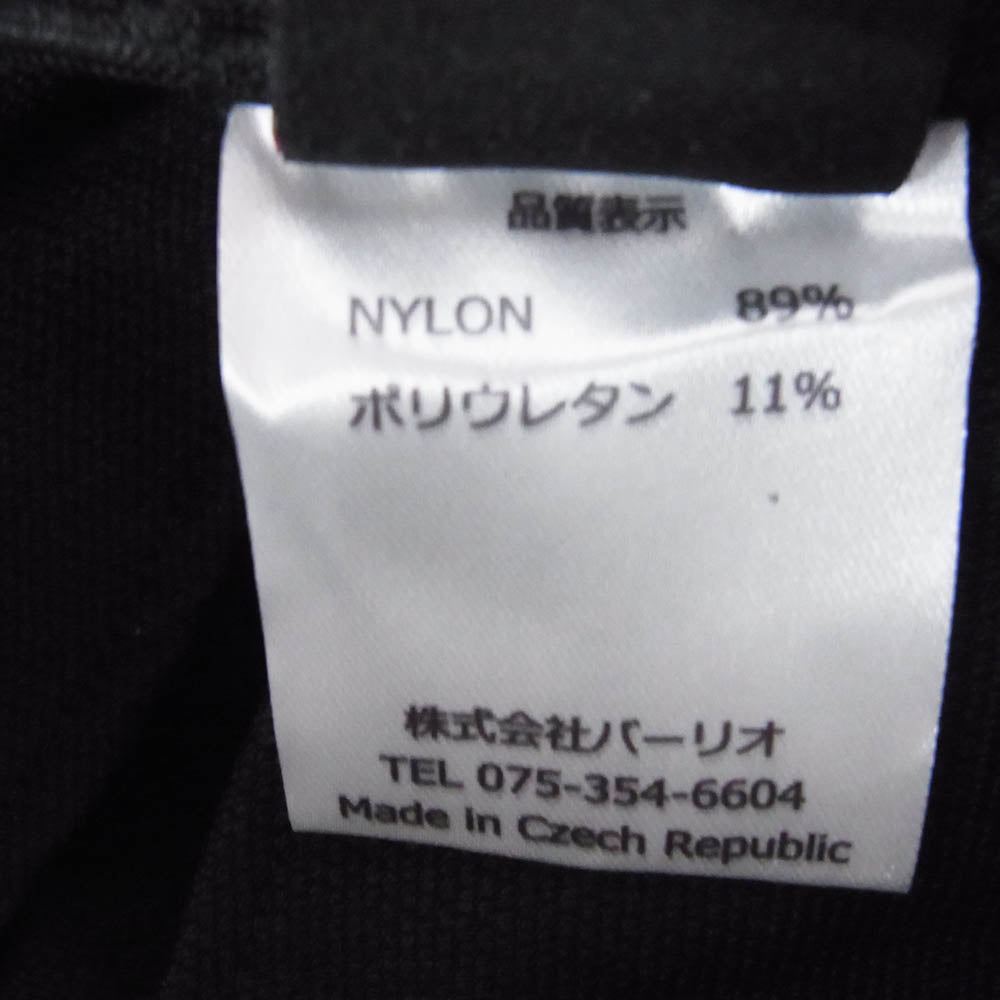 品質表示
NYLON 89%
ポリウレタン 11%
株式会社バーリオ
TEL 075-354-6604
Made in Czech Republic